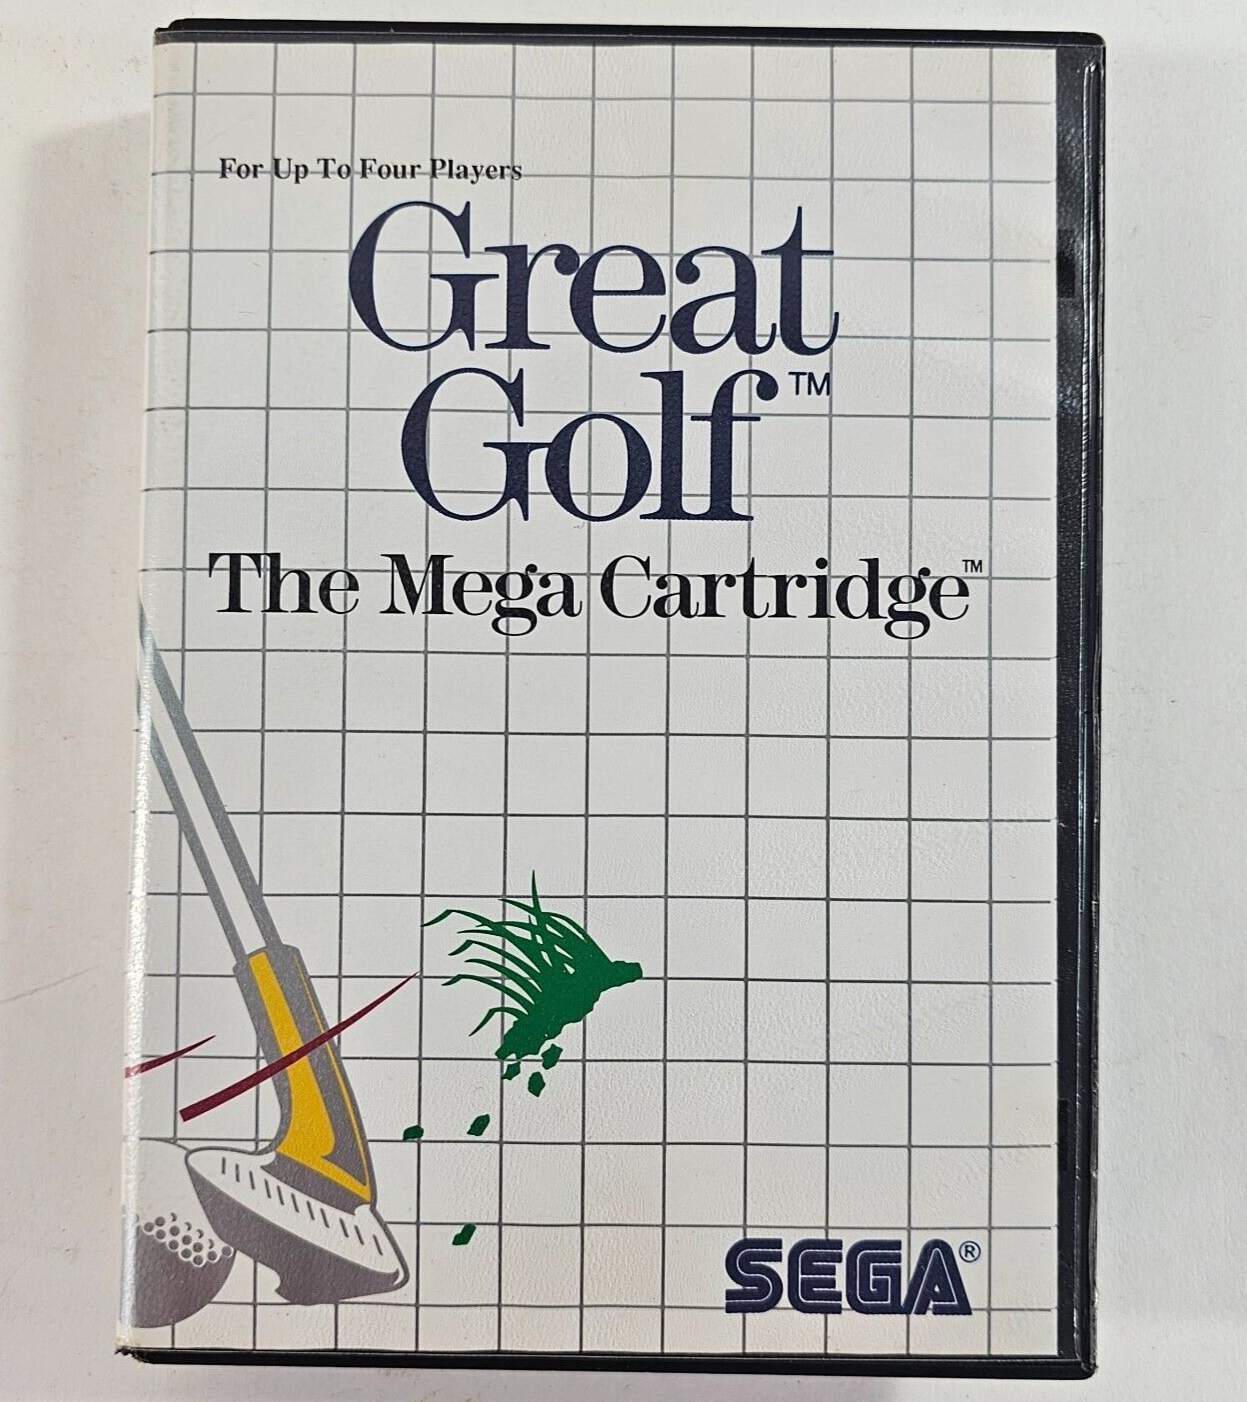 For Up To Four Players
Great
Golf™
The Mega Cartridge™
SEGA®